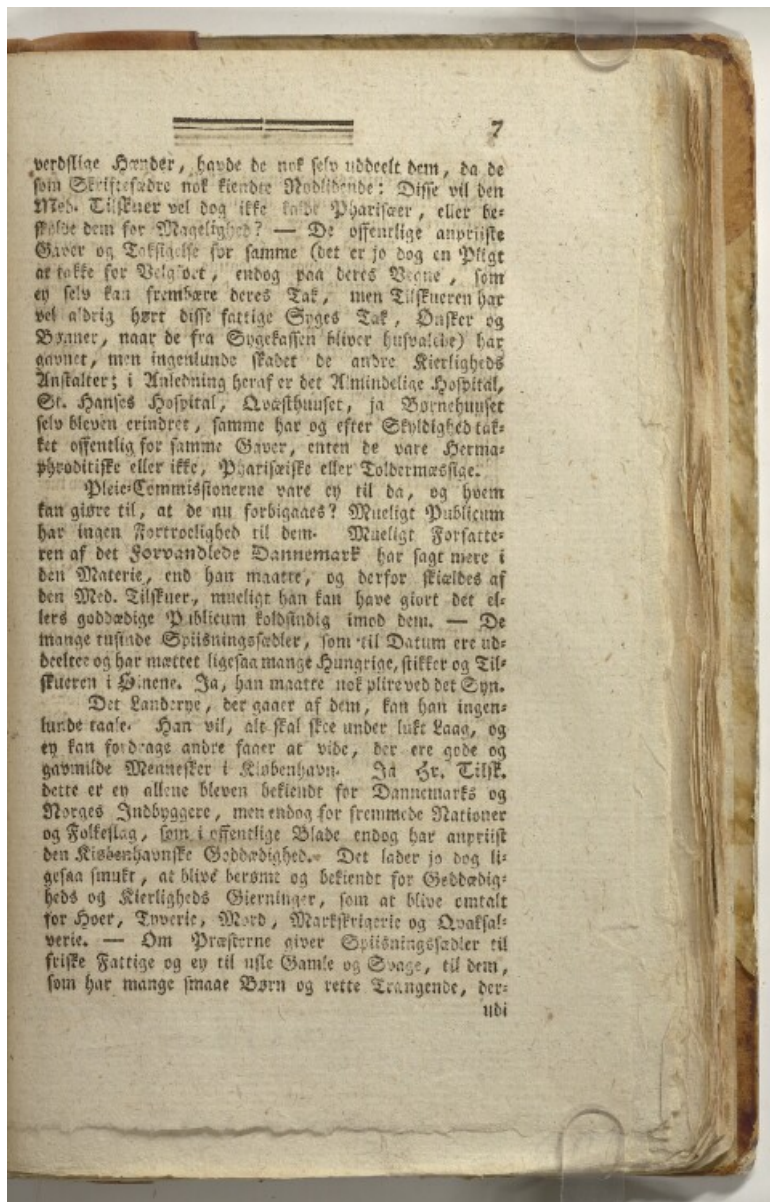 7
verdslige Hænder, havde de nok selv uddeelt dem, da de
som Skriftefædre nok kiendte Nødlidende: Disse vil den
Med. Tilskuer vel dog ikke kalde Pharisæer, eller be-
skylde dem for Magelighed? — De offentlige anpriiste
Gaver og Taksigelse for samme (det er jo dog en Pligt
at takke for Velgiort, endog paa deres Vegne, som
ey selv kan frembære deres Tak, men Tilskueren har
vel aldrig hørt disse fattige Syges Tak, Ønsker og
Bønner, naar de fra Sygekassen bliver husvalede) har
gavnet, men ingenlunde skadet de andre Kierligheds
Anstalter; i Anledning heraf er det Almindelige Hospital,
St. Hanses Hospital, Qvæsthuuset, ja Børnehuuset
selv bleven erindret, samme har og efter Skyldighed tak-
ket offentlig for samme Gaver, enten de vare Herma-
phroditiske eller ikke, Pharisæiske eller Toldermæssige.
Pleie-Commissionerne vare ey til da, og hvem
kan giøre til, at de nu forbigaaes? Mueligt Publicum
har ingen Fortroelighed til dem. Mueligt Forfatte-
ren af det Forvandlede Dannemark har sagt mere i
den Materie, end han maatte, og derfor skieldes af
den Med. Tilskuer, mueligt han kan have giort det el-
lers goddædige Publicum koldsindig imod dem. — De
mange tusinde Spiisningssædler, som til Datum ere ud-
deelte og har mættet ligesaa mange Hungrige, stikker og Til-
skueren i Øinene. Ja, han maatte nok plire ved det Syn.
Det Landerye, der gaaer af dem, kan han ingen-
lunde taale. Han vil, alt skal skee under lukt Laag, og
ey kan fordrage andre faaer at vide, der ere gode og
gavmilde Mennesker i Kiøbenhavn. Ja Hr. Tilsk.
dette er ey allene bleven bekiendt for Dannemarks og
Norges Indbyggere, men endog for fremmede Nationer
og Folkeslag, som i offentlige Blade endog har anpriist
den Kiøbenhavnske Goddædighed. Det lader jo dog li-
gesaa smukt, at blive berømt og bekiendt for Goddædig-
heds og Kierligheds Gierninger, som at blive omtalt
for Hoer, Tyverie, Mord, Markskrigerie og Qvaksal-
verie. — Om Præsterne giver Spiisningssædler til
friske Fattige og ey til usle Gamle og Svage, til dem,
som har mange smaae Børn og rette Trangende, der-
udi